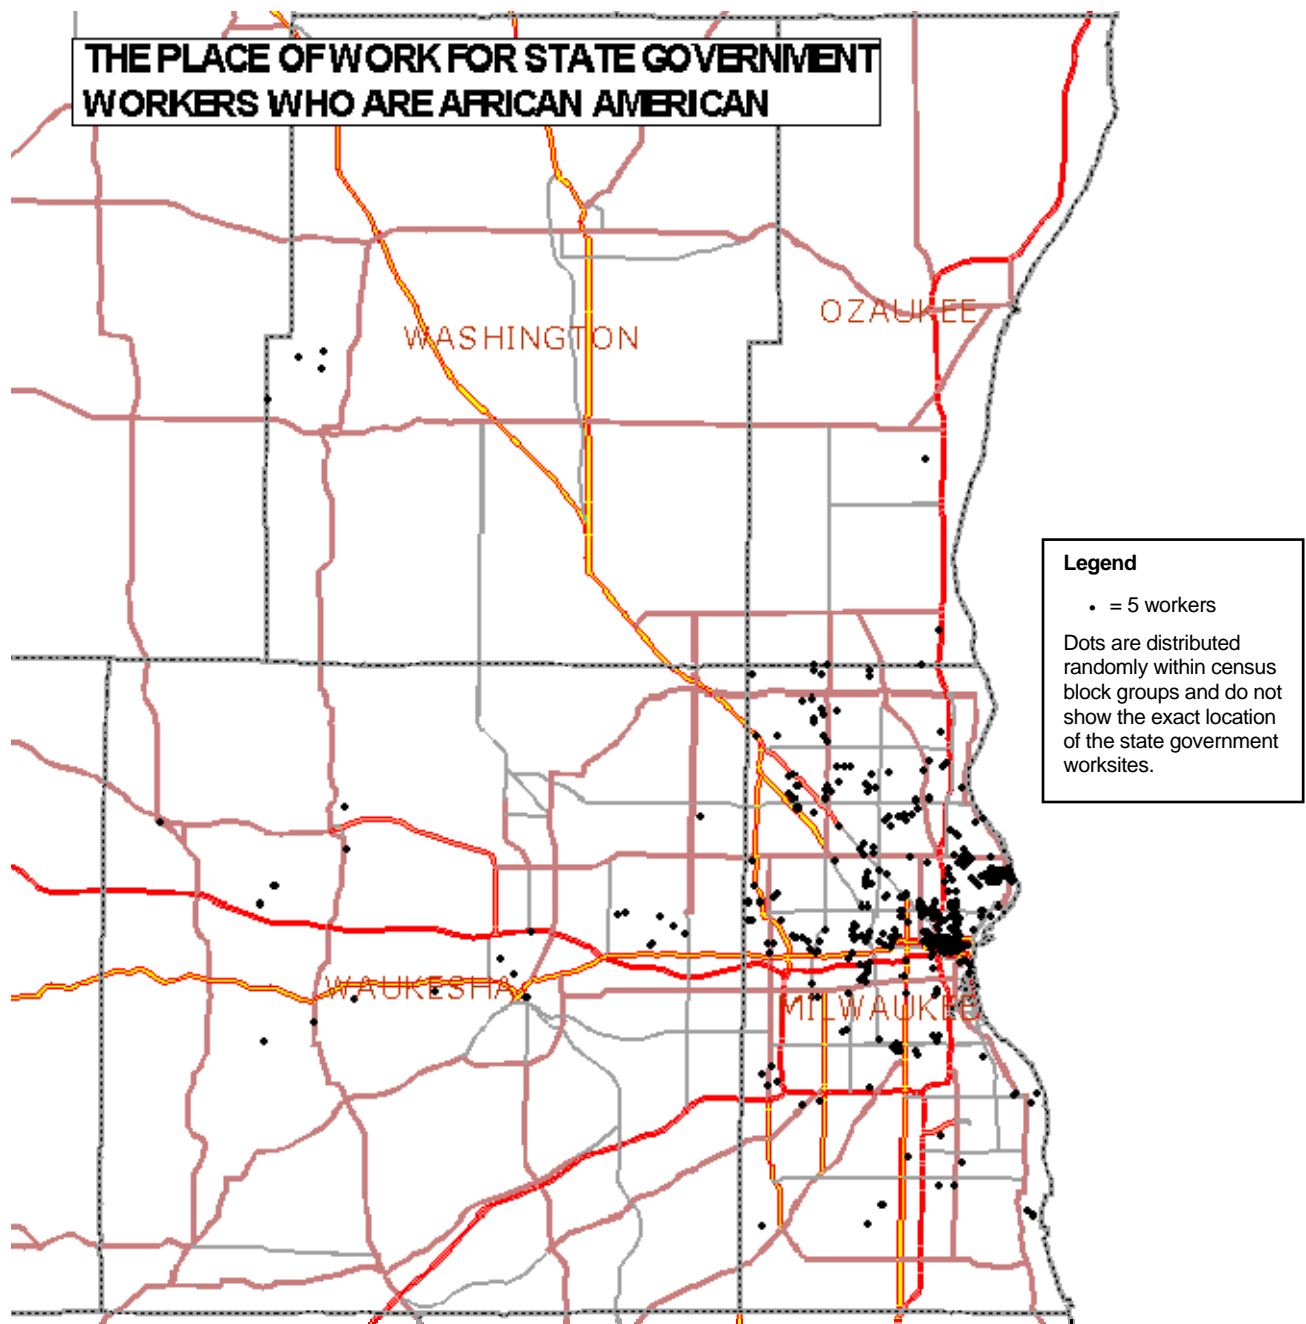 THE PLACE OF WORK FOR STATE GOVERNMENT
WORKERS WHO ARE AFRICAN AMERICAN
OZAUKEE
WASHINGTON
Legend
• = 5 workers
Dots are distributed
randomly within census
block groups and do not
show the exact location
of the state government
worksites.
WAUKESHA
MILWAUKEE